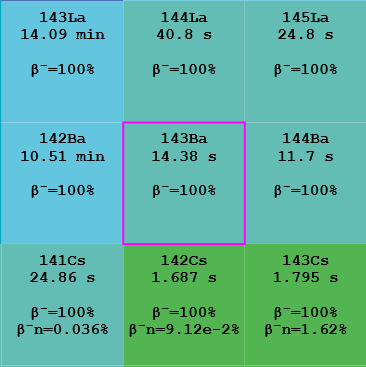 143La 144La 145La
14.09 min 40.8 s 24.8 s
β⁻=100% β⁻=100% β⁻=100%
142Ba 143Ba 144Ba
10.51 min 14.38 s 11.7 s
β⁻=100% β⁻=100% β⁻=100%
141Cs 142Cs 143Cs
24.86 s 1.687 s 1.795 s
β⁻=100% β⁻=100% β⁻=100%
β⁻n=0.036% β⁻n=9.12e-2% β⁻n=1.62%